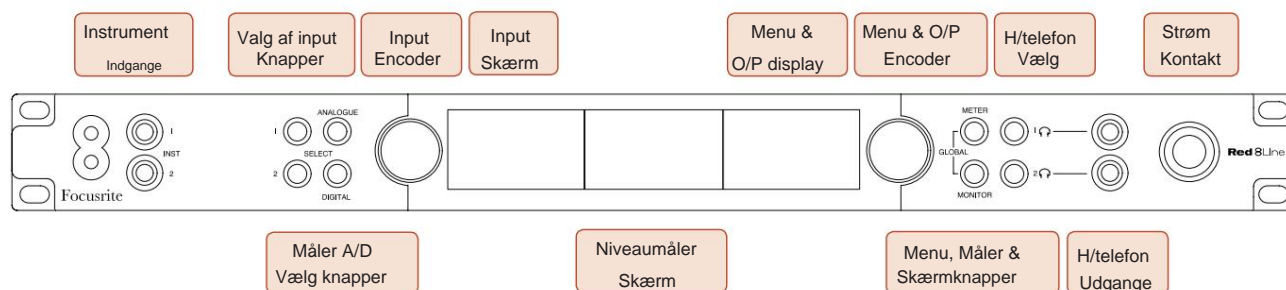 Instrument
Indgange
Valg af input
Knapper
Input
Encoder
Input
Skærm
Menu &
O/P display
Menu & O/P
Encoder
H/telefon
Vælg
Strøm
Kontakt
1
INST
2
Focusrite
ANALOGUE
1
SELECT
2
DIGITAL
METER
GLOBAL
MONITOR
1
2
Red 8Line
Måler A/D
Vælg knapper
Niveaumåler
Skærm
Menu, Måler &
Skærmknapper
H/telefon
Udgange